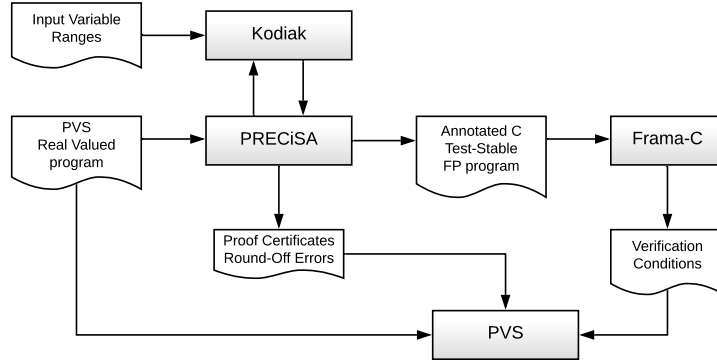 Input Variable
Ranges
Kodiak
PVS
Real Valued
program
PRECiSA
Annotated C
Test-Stable
FP program
Frama-C
Proof Certificates
Round-Off Errors
Verification
Conditions
PVS